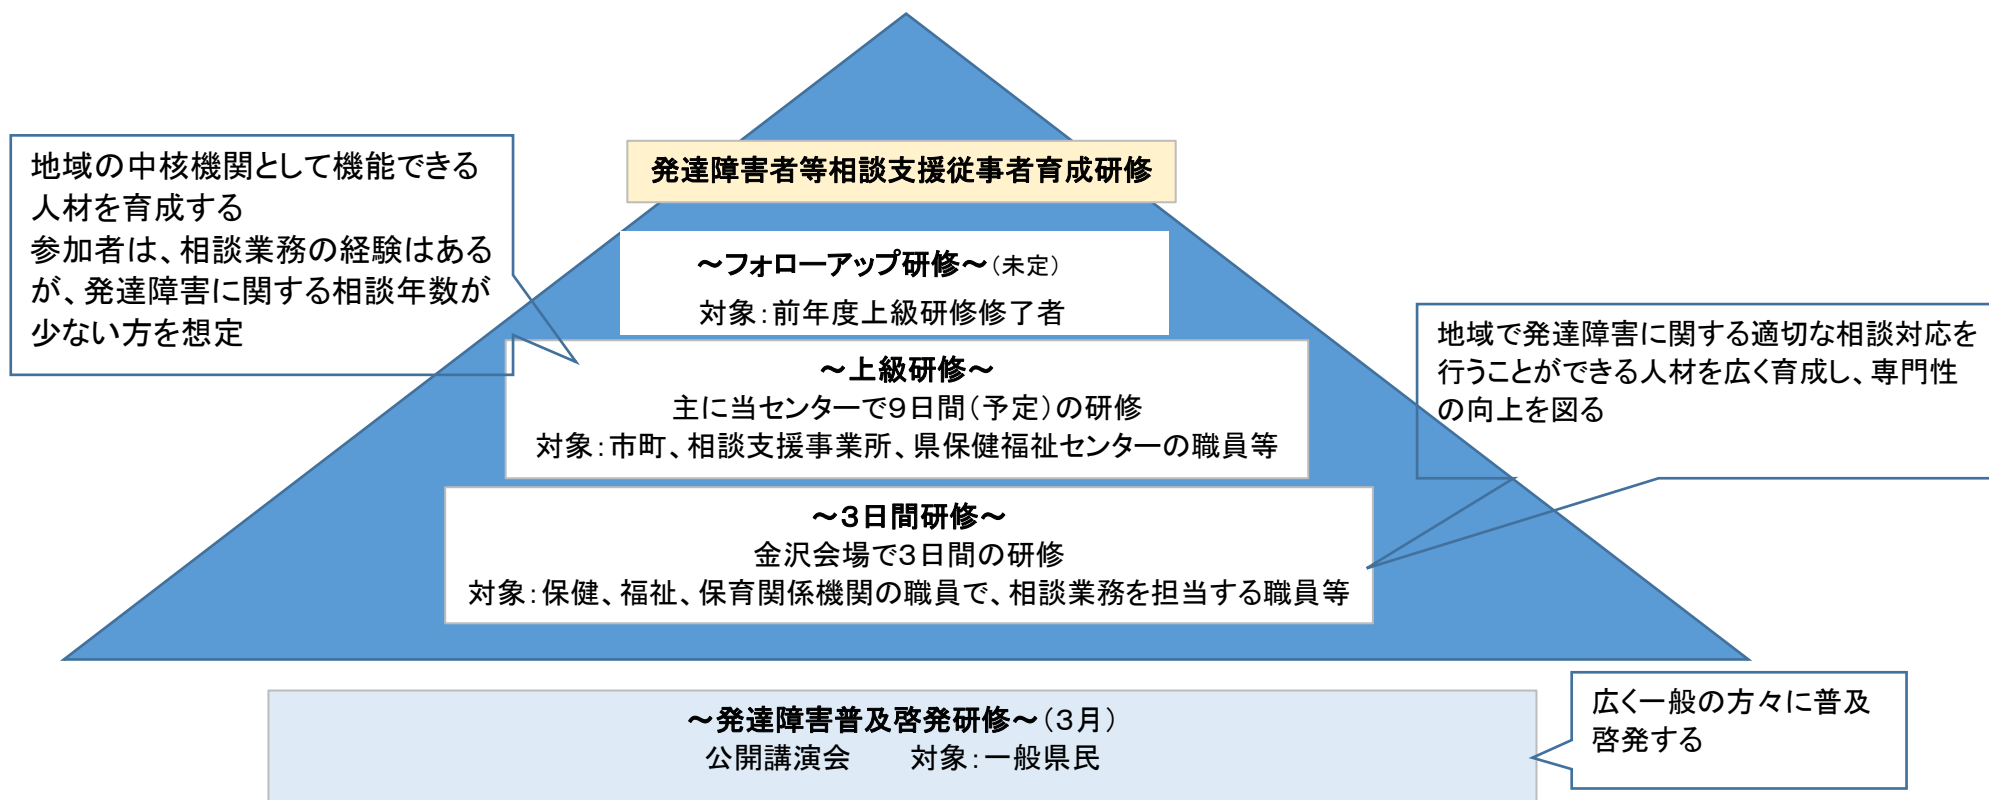 発達障害者等相談支援従事者育成研修
地域の中核機関として機能できる
人材を育成する
参加者は、相談業務の経験はある
が、発達障害に関する相談年数が
少ない方を想定
～フォローアップ研修～（未定）
対象：前年度上級研修修了者
～上級研修～
主に当センターで９日間（予定）の研修
対象：市町、相談支援事業所、県保健福祉センターの職員等
地域で発達障害に関する適切な相談対応を
行うことができる人材を広く育成し、専門性
の向上を図る
～３日間研修～
金沢会場で３日間の研修
対象：保健、福祉、保育関係機関の職員で、相談業務を担当する職員等
～発達障害普及啓発研修～（３月）
公開講演会　　対象：一般県民
広く一般の方々に普及
啓発する